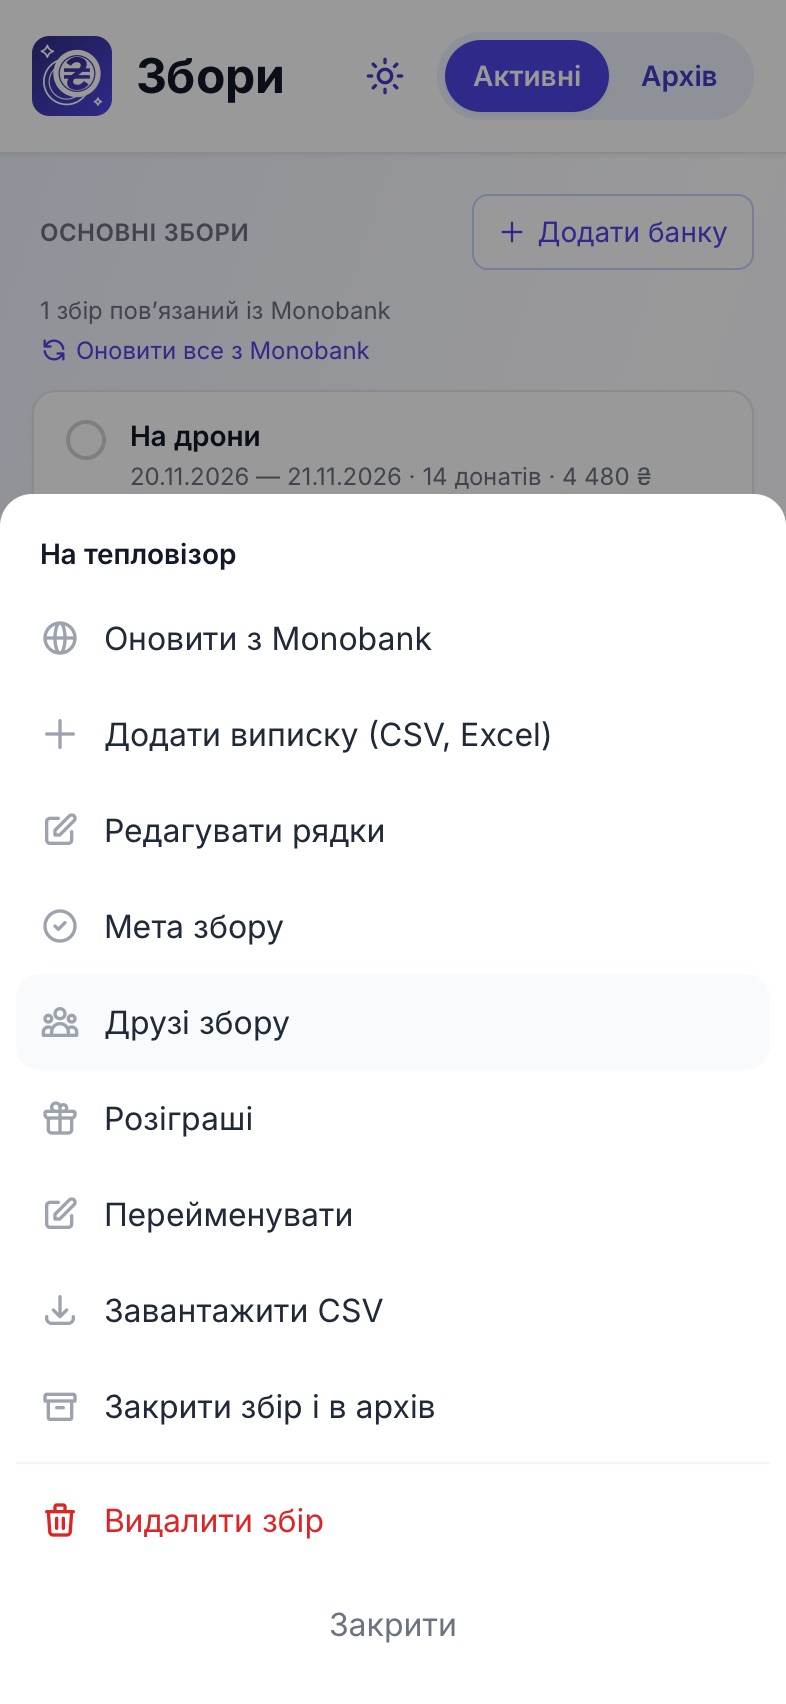 Збори
Активні
Архів
ОСНОВНІ ЗБОРИ
+ Додати банку
1 збір пов’язаний із Monobank
Оновити все з Monobank
На дрони
20.11.2026 — 21.11.2026 · 14 донатів · 4 480 ₴
На тепловізор
Оновити з Monobank
Додати виписку (CSV, Excel)
Редагувати рядки
Мета збору
Друзі збору
Розіграші
Перейменувати
Завантажити CSV
Закрити збір і в архів
Видалити збір
Закрити